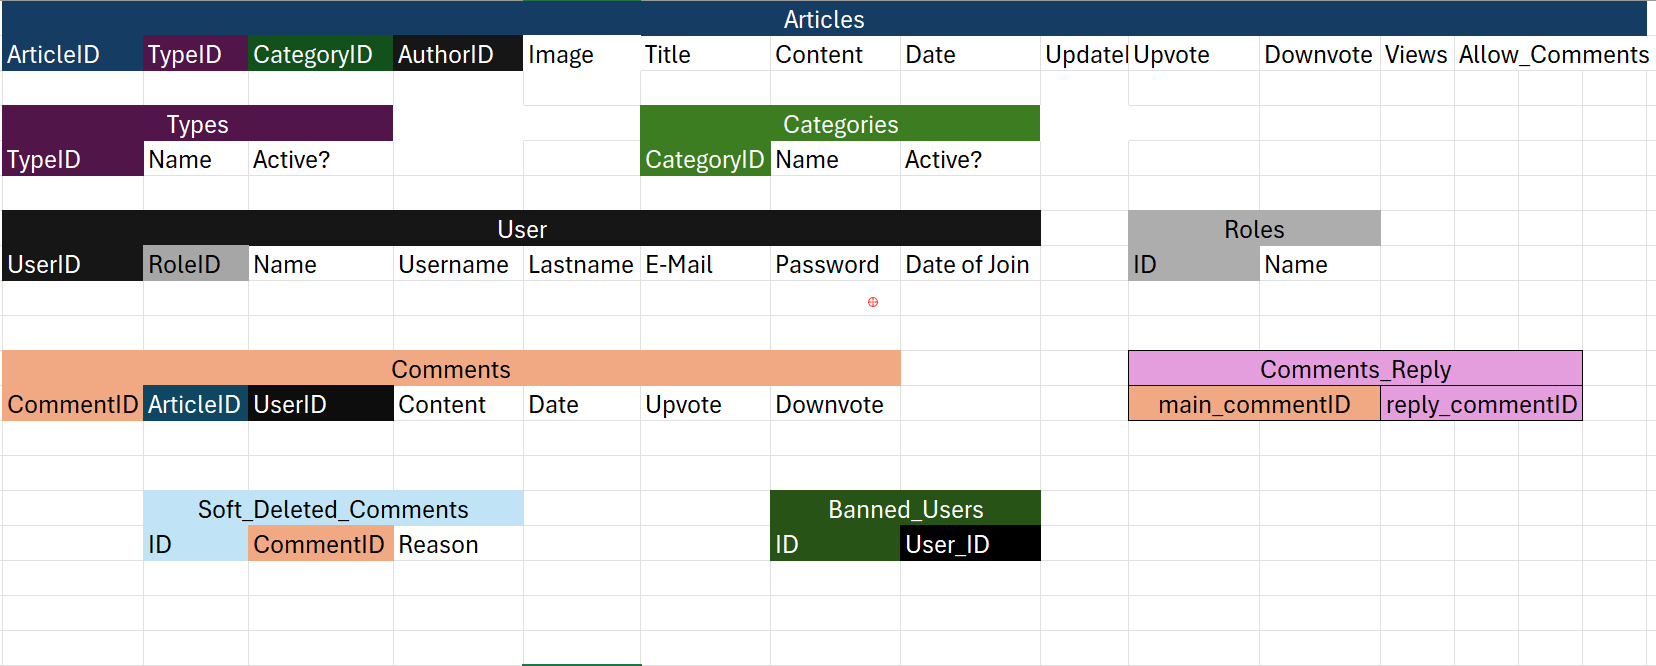 Articles
ArticleID TypeID CategoryID AuthorID Image Title Content Date Upvote Downvote Views Allow_Comments
Types Categories
TypeID Name Active? CategoryID Name Active?
User Roles
UserID RoleID Name Username Lastname E-Mail Password Date of Join ID Name
Comments Comments_Reply
CommentID ArticleID UserID Content Date Upvote Downvote main_commentID reply_commentID
Soft_Deleted_Comments Banned_Users
ID CommentID Reason ID User_ID